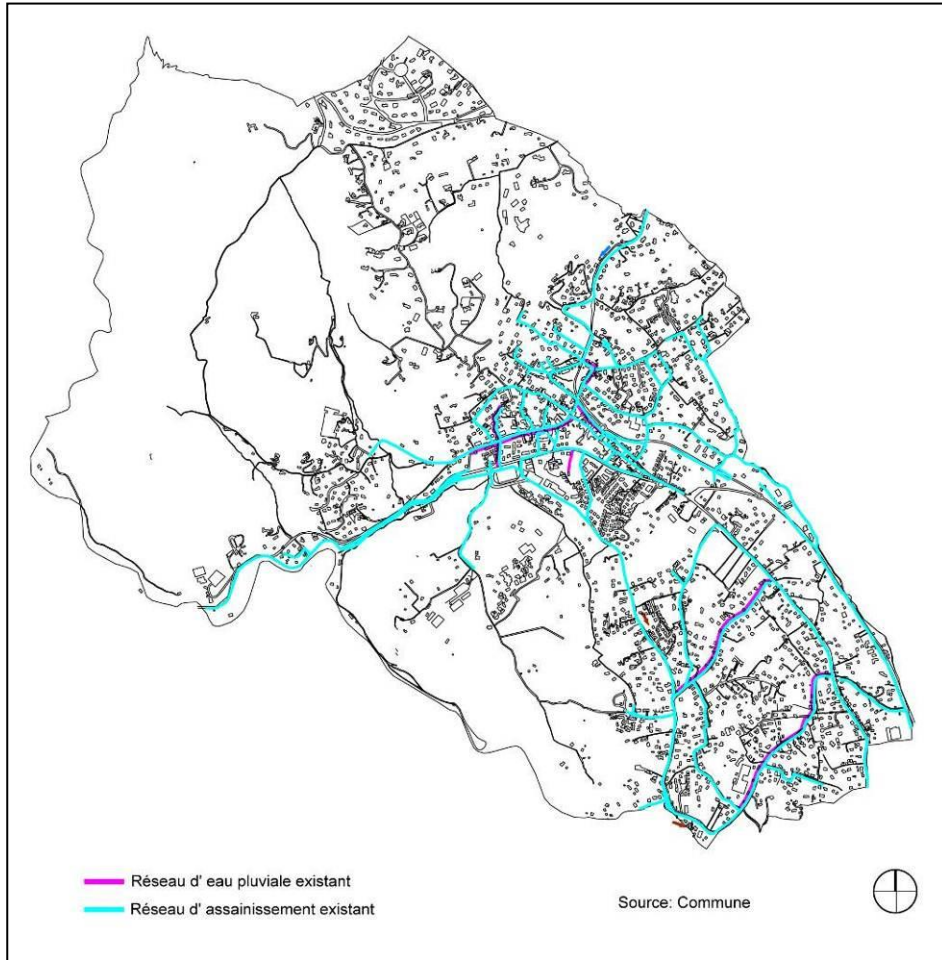 Réseau d' eau pluviale existant
Réseau d' assainissement existant
Source: Commune